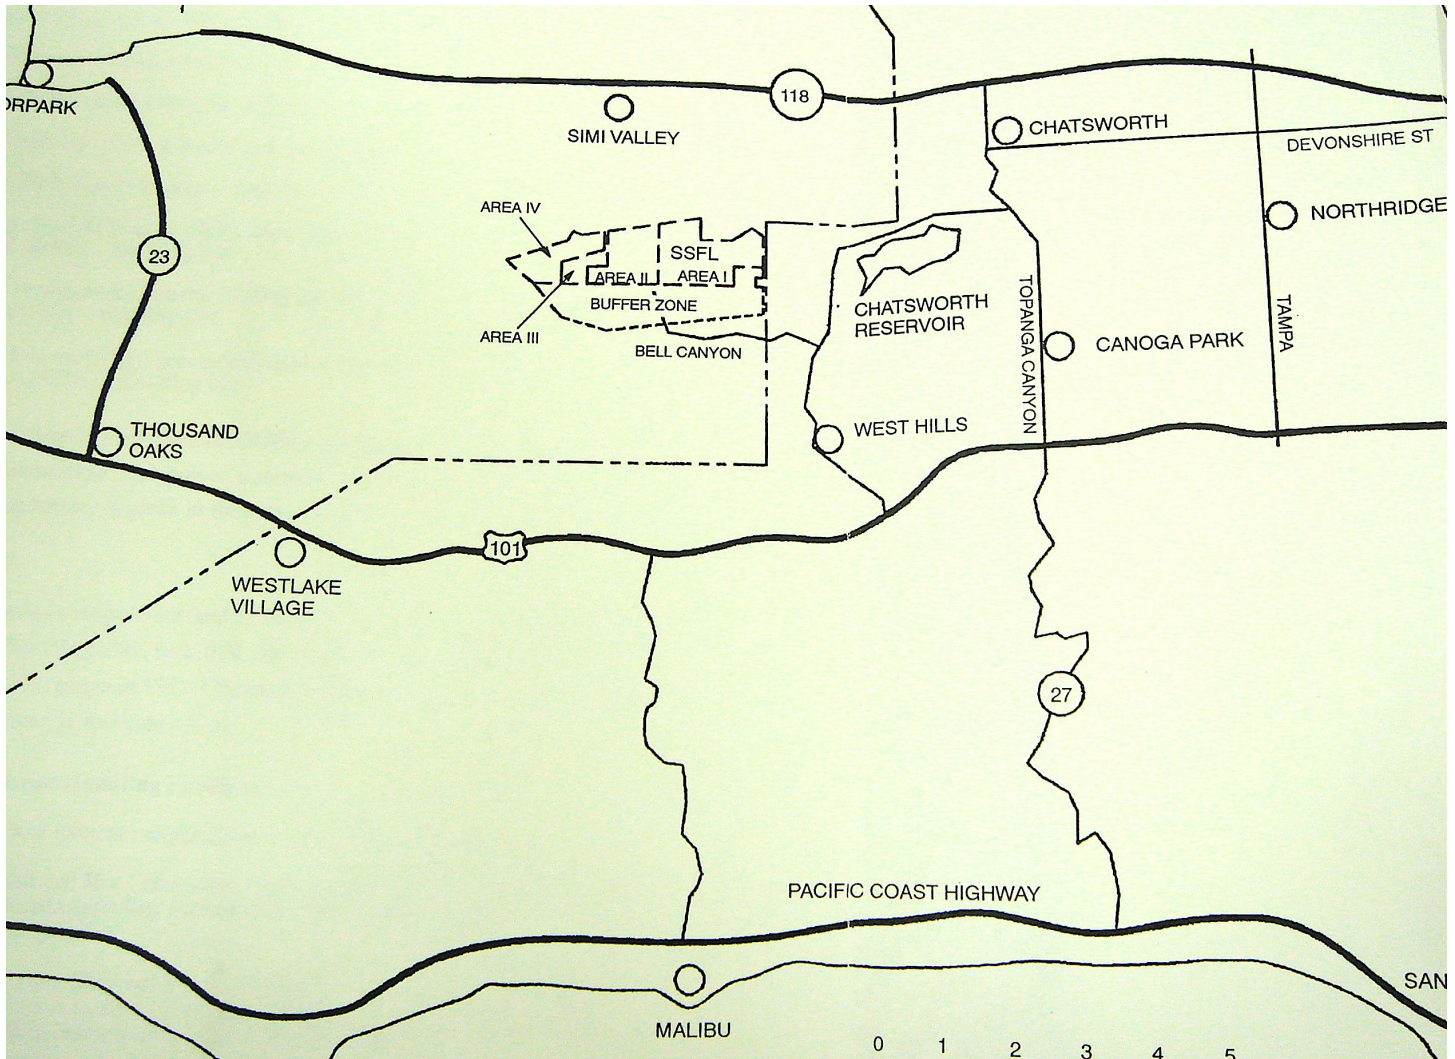 118
ORPARK
SIMI VALLEY
CHATSWORTH
DEVONSHIRE ST
AREA IV
NORTHRIDGE
23
SSFL
AREA II
AREA I
BUFFER ZONE
AREA III
BELL CANYON
CHATSWORTH
RESERVOIR
TOPANGA CANYON
CANOGA PARK
TAMPA
THOUSAND
OAKS
WEST HILLS
101
WESTLAKE
VILLAGE
27
PACIFIC COAST HIGHWAY
SAN
MALIBU
0 1 2 3 4 5